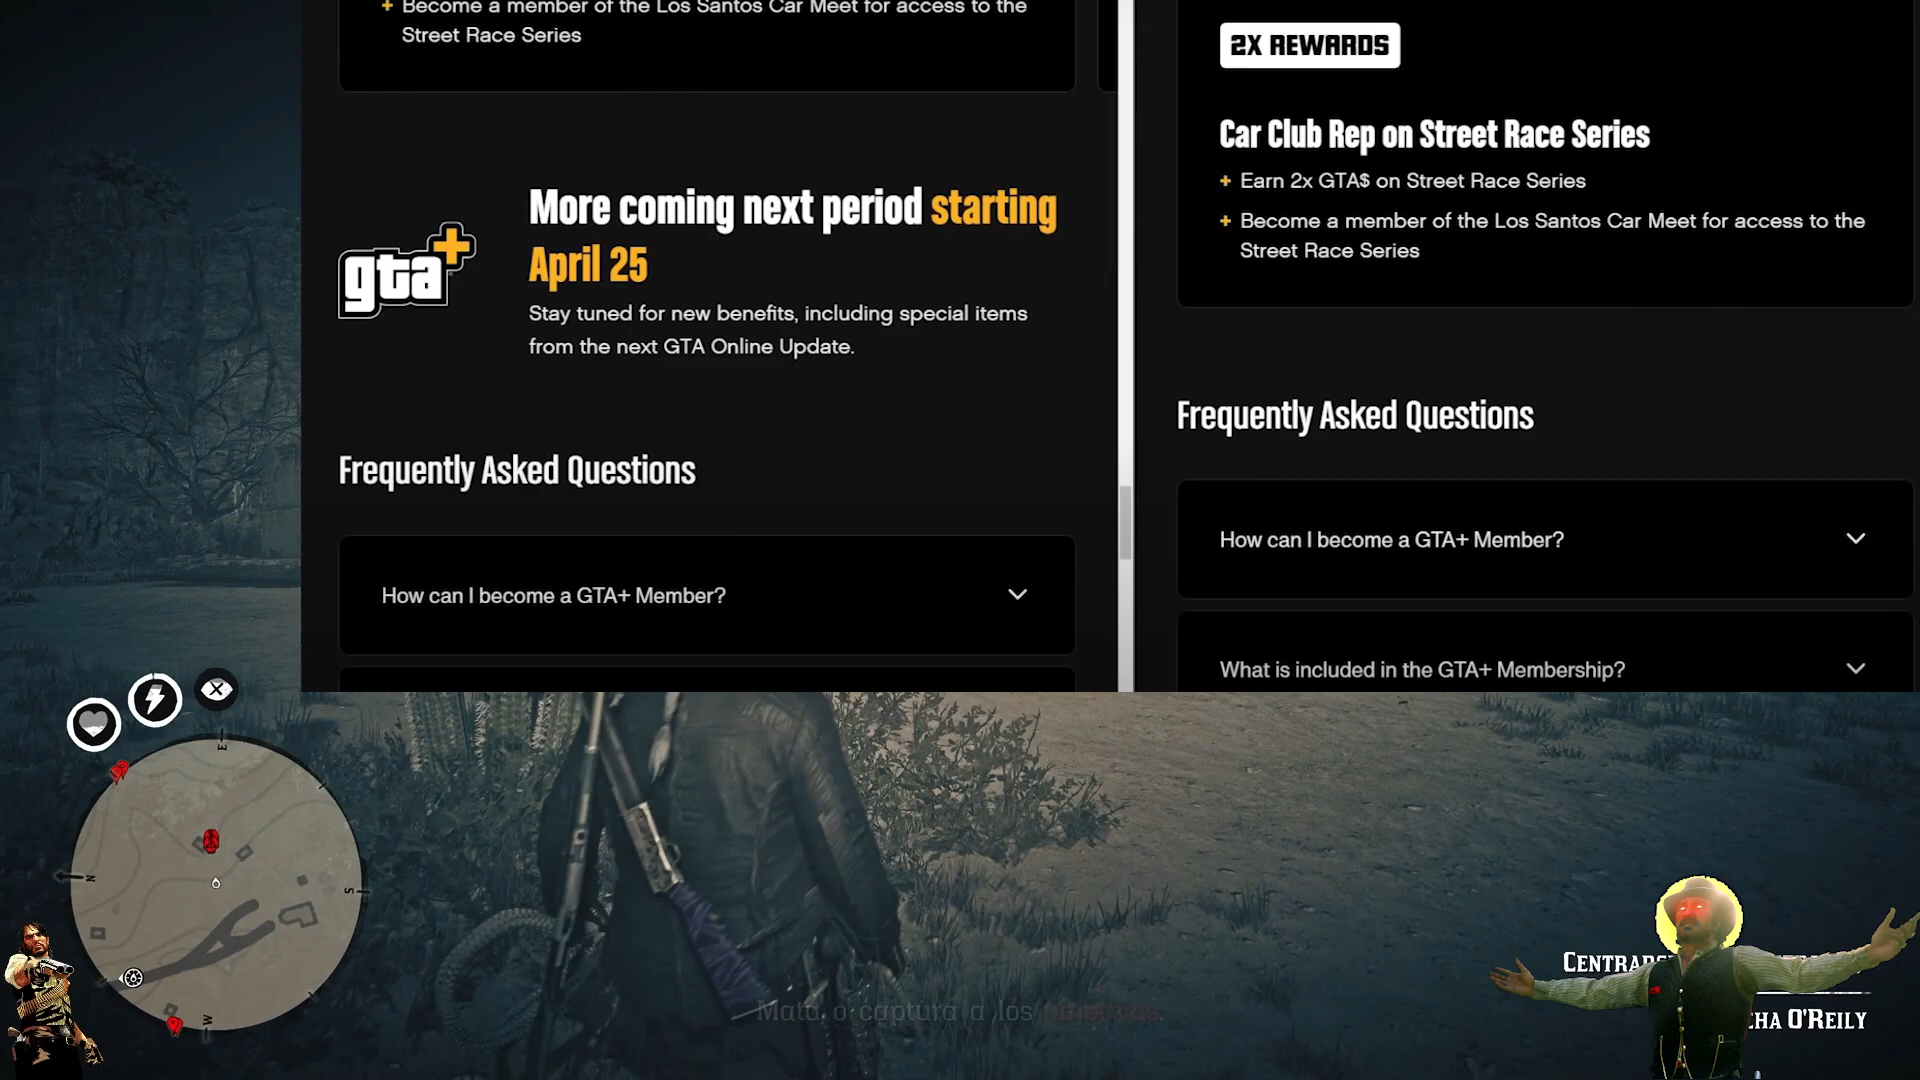 Become a member of the Los Santos Car Meet for access to the
Street Race Series
gta+
More coming next period starting
April 25
Stay tuned for new benefits, including special items
from the next GTA Online Update.
Frequently Asked Questions
How can I become a GTA+ Member?
2X REWARDS
Car Club Rep on Street Race Series
Earn 2x GTA$ on Street Race Series
Become a member of the Los Santos Car Meet for access to the
Street Race Series
Frequently Asked Questions
How can I become a GTA+ Member?
What is included in the GTA+ Membership?
E
N
S
W
Mata o captura a los
O'REILY